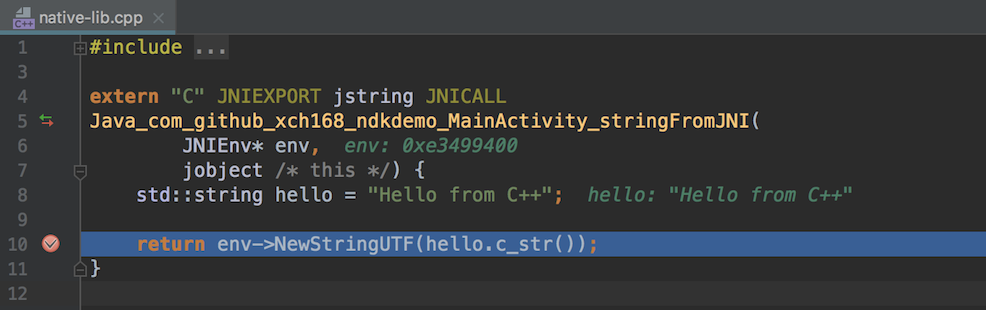 native-lib.cpp
1 #include ...
3
4 extern "C" JNIEXPORT jstring JNICALL
5 Java_com_github_xch168_ndkdemo_MainActivity_stringFromJNI(
6 JNIEnv* env, env: 0xe3499400
7 jobject /* this */) {
8 std::string hello = "Hello from C++"; hello: "Hello from C++"
9
10 return env->NewStringUTF(hello.c_str());
11 }
12